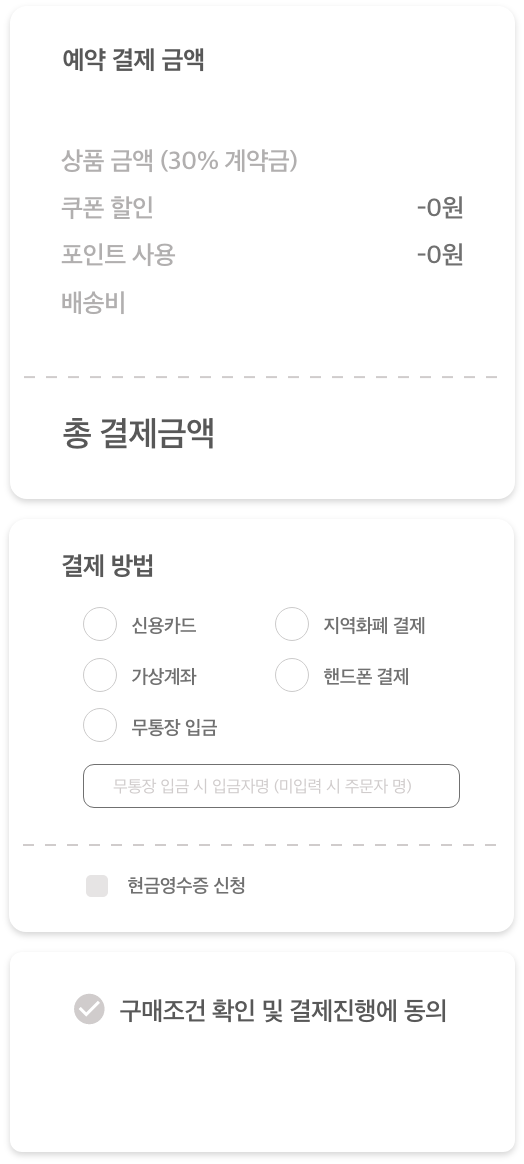 예약 결제 금액
상품 금액 (30% 계약금)
쿠폰 할인 -0원
포인트 사용 -0원
배송비
총 결제금액
결제 방법
신용카드 지역화폐 결제
가상계좌 핸드폰 결제
무통장 입금
무통장 입금 시 입금자명 (미입력 시 주문자 명)
현금영수증 신청
구매조건 확인 및 결제진행에 동의